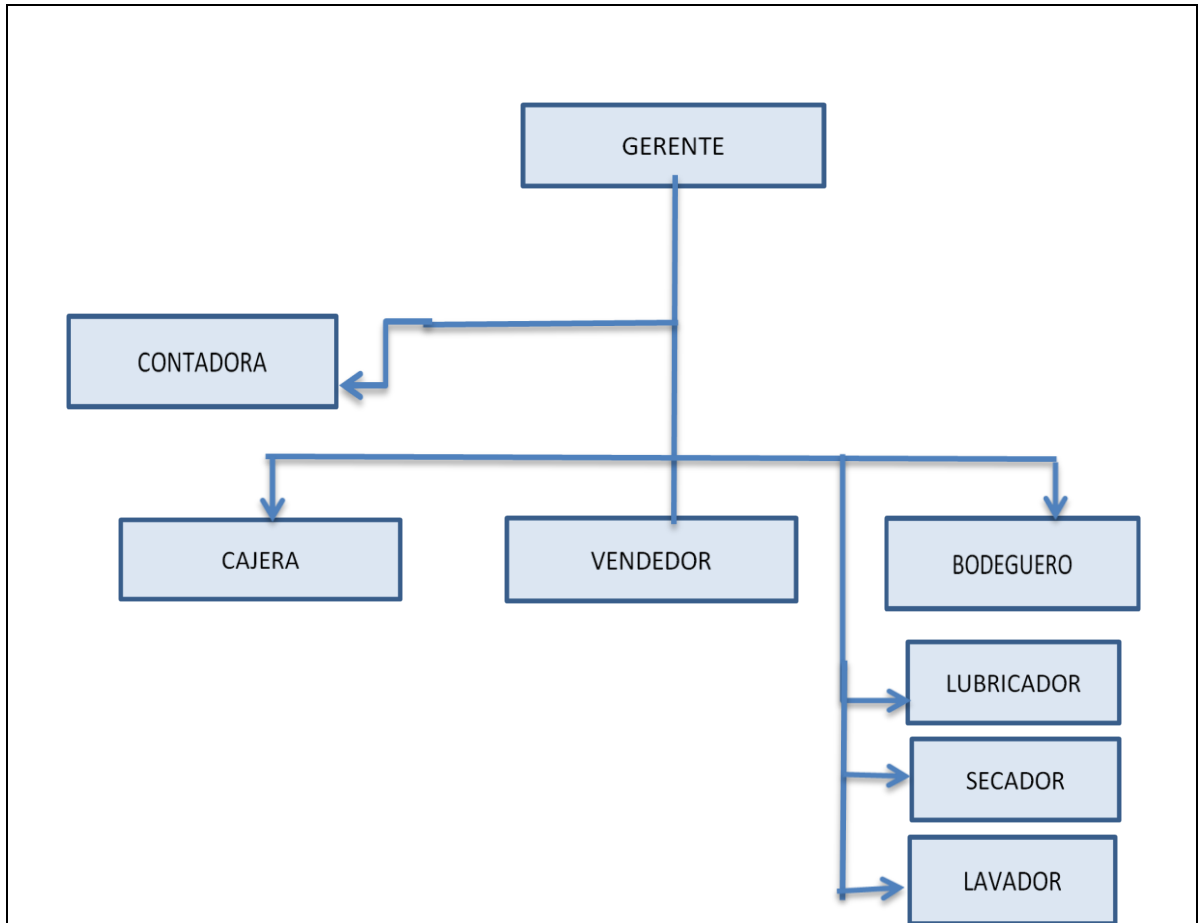 GERENTE
CONTADORA
CAJERA
VENDEDOR
BODEGUERO
LUBRICADOR
SECADOR
LAVADOR